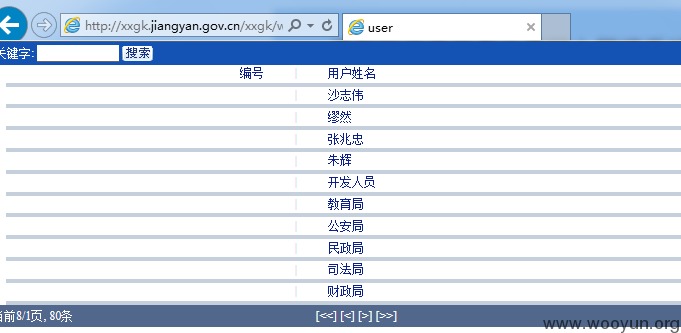 http://xxgk.jiangyan.gov.cn/xxgk/w
user
关键字: 搜索
编号 用户姓名
沙志伟
缪然
张兆忠
朱辉
开发人员
教育局
公安局
民政局
司法局
财政局
当前8/1页, 80条 [<<] [<] [>] [>>]
www.wooyun.org